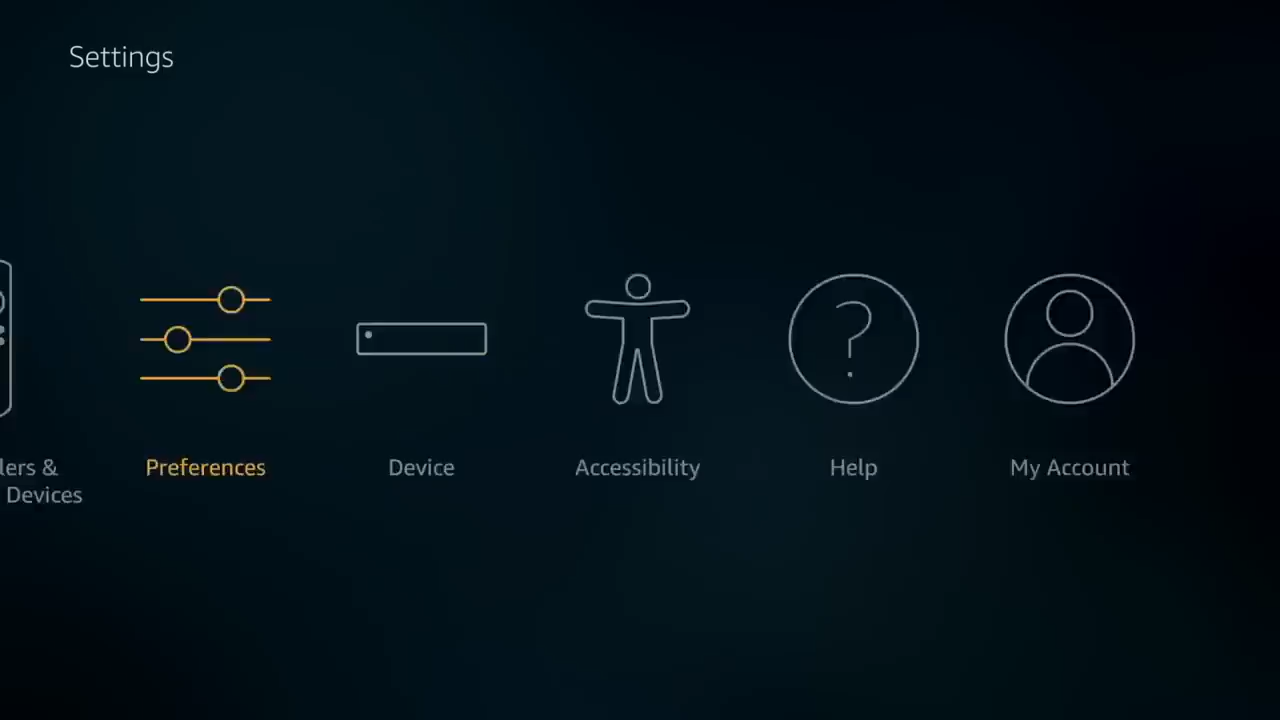 Settings
lers &
Devices
Preferences
Device
Accessibility
Help
My Account